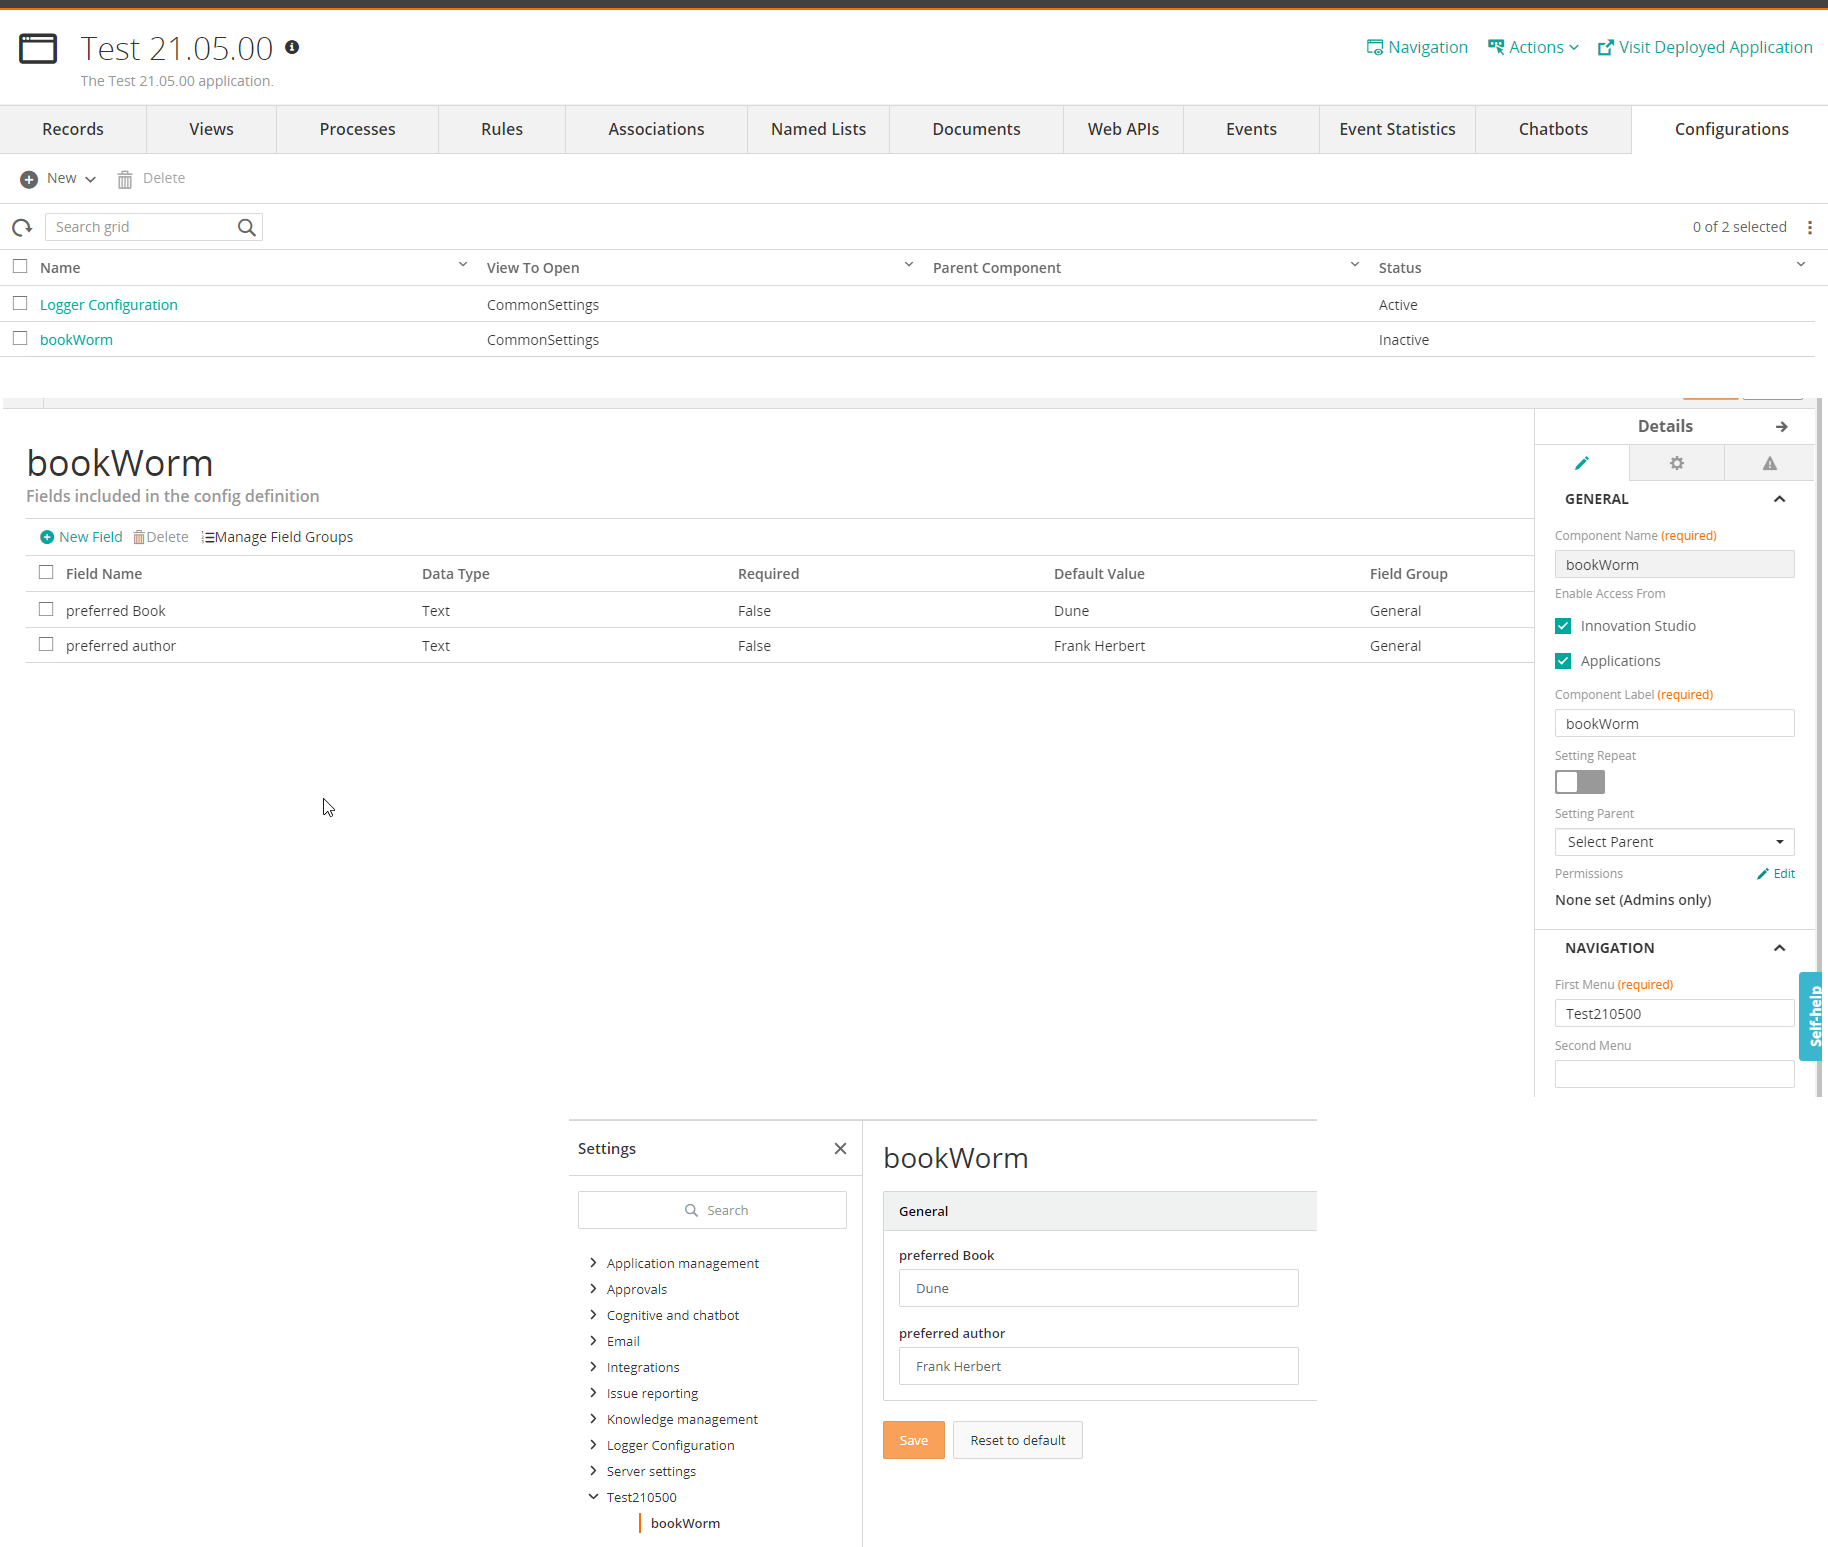 Test 21.05.00
The Test 21.05.00 application.
Navigation Actions Visit Deployed Application
Records Views Processes Rules Associations Named Lists Documents Web APIs Events Event Statistics Chatbots Configurations
New Delete
Search grid 0 of 2 selected
Name View To Open Parent Component Status
Logger Configuration CommonSettings Active
bookWorm CommonSettings Inactive
bookWorm
Fields included in the config definition
New Field Delete Manage Field Groups
Field Name Data Type Required Default Value Field Group
preferred Book Text False Dune General
preferred author Text False Frank Herbert General
Details
GENERAL
Component Name (required)
bookWorm
Enable Access From
Innovation Studio
Applications
Component Label (required)
bookWorm
Setting Repeat
Setting Parent
Select Parent
Permissions Edit
None set (Admins only)
NAVIGATION
First Menu (required)
Test210500
Second Menu
Self-help
Settings
Search
Application management
Approvals
Cognitive and chatbot
Email
Integrations
Issue reporting
Knowledge management
Logger Configuration
Server settings
Test210500
bookWorm
bookWorm
General
preferred Book
Dune
preferred author
Frank Herbert
Save Reset to default